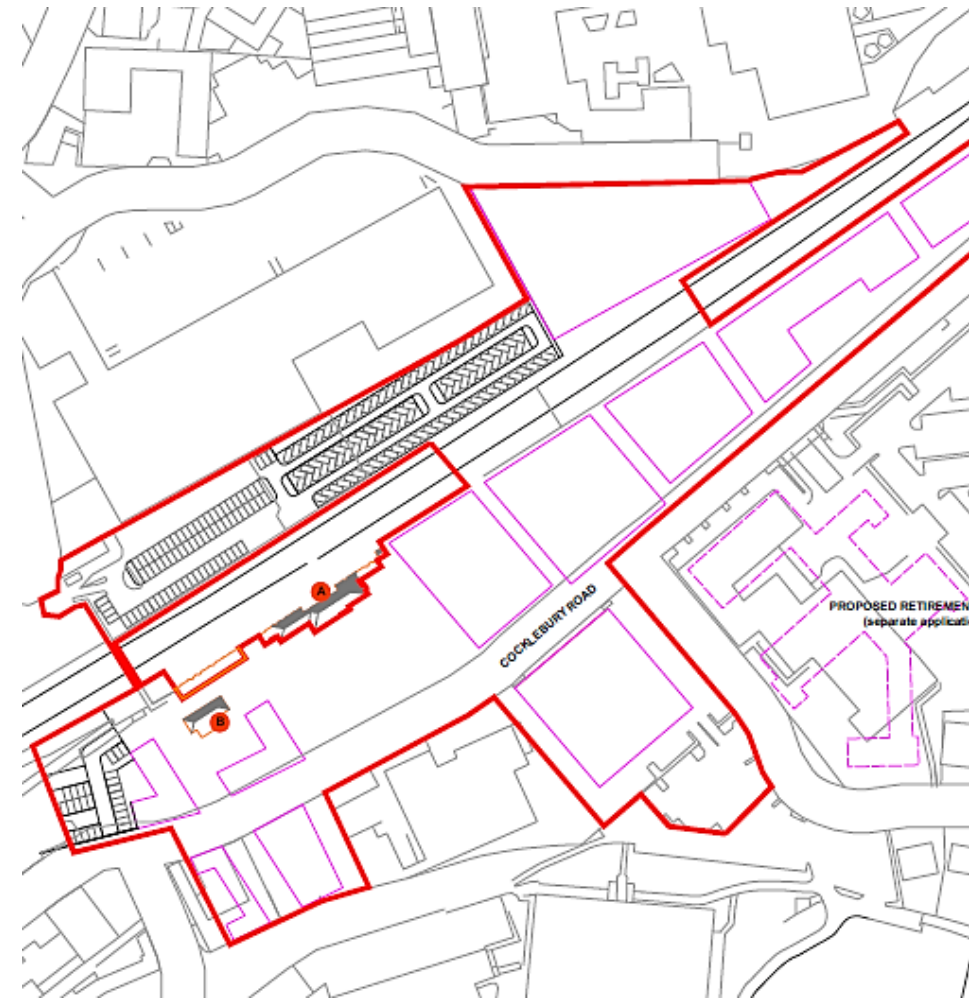 A
COCKLEBURY ROAD
PROPOSED RETIREMEN
(separate applicati
B